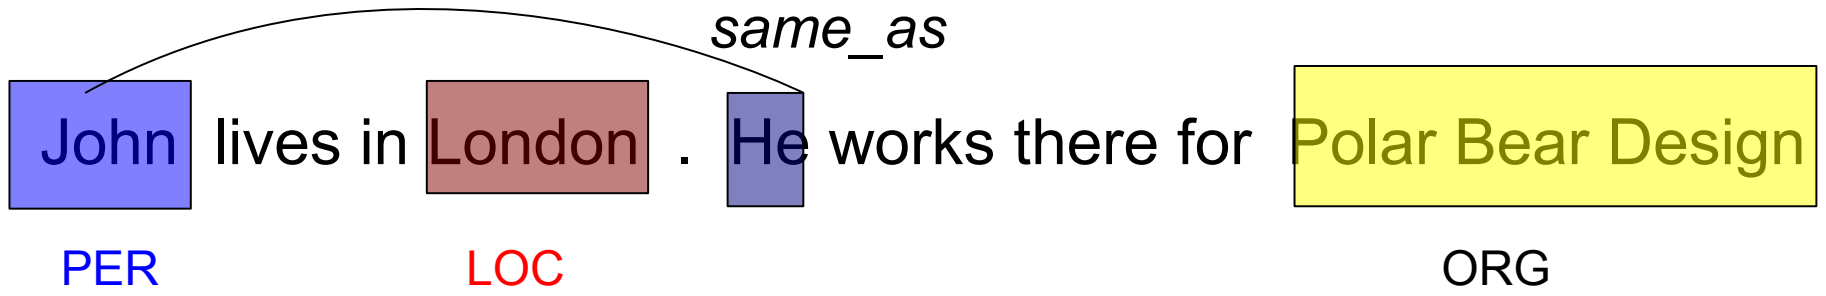 same_as
John lives in London . He works there for Polar Bear Design
PER LOC ORG